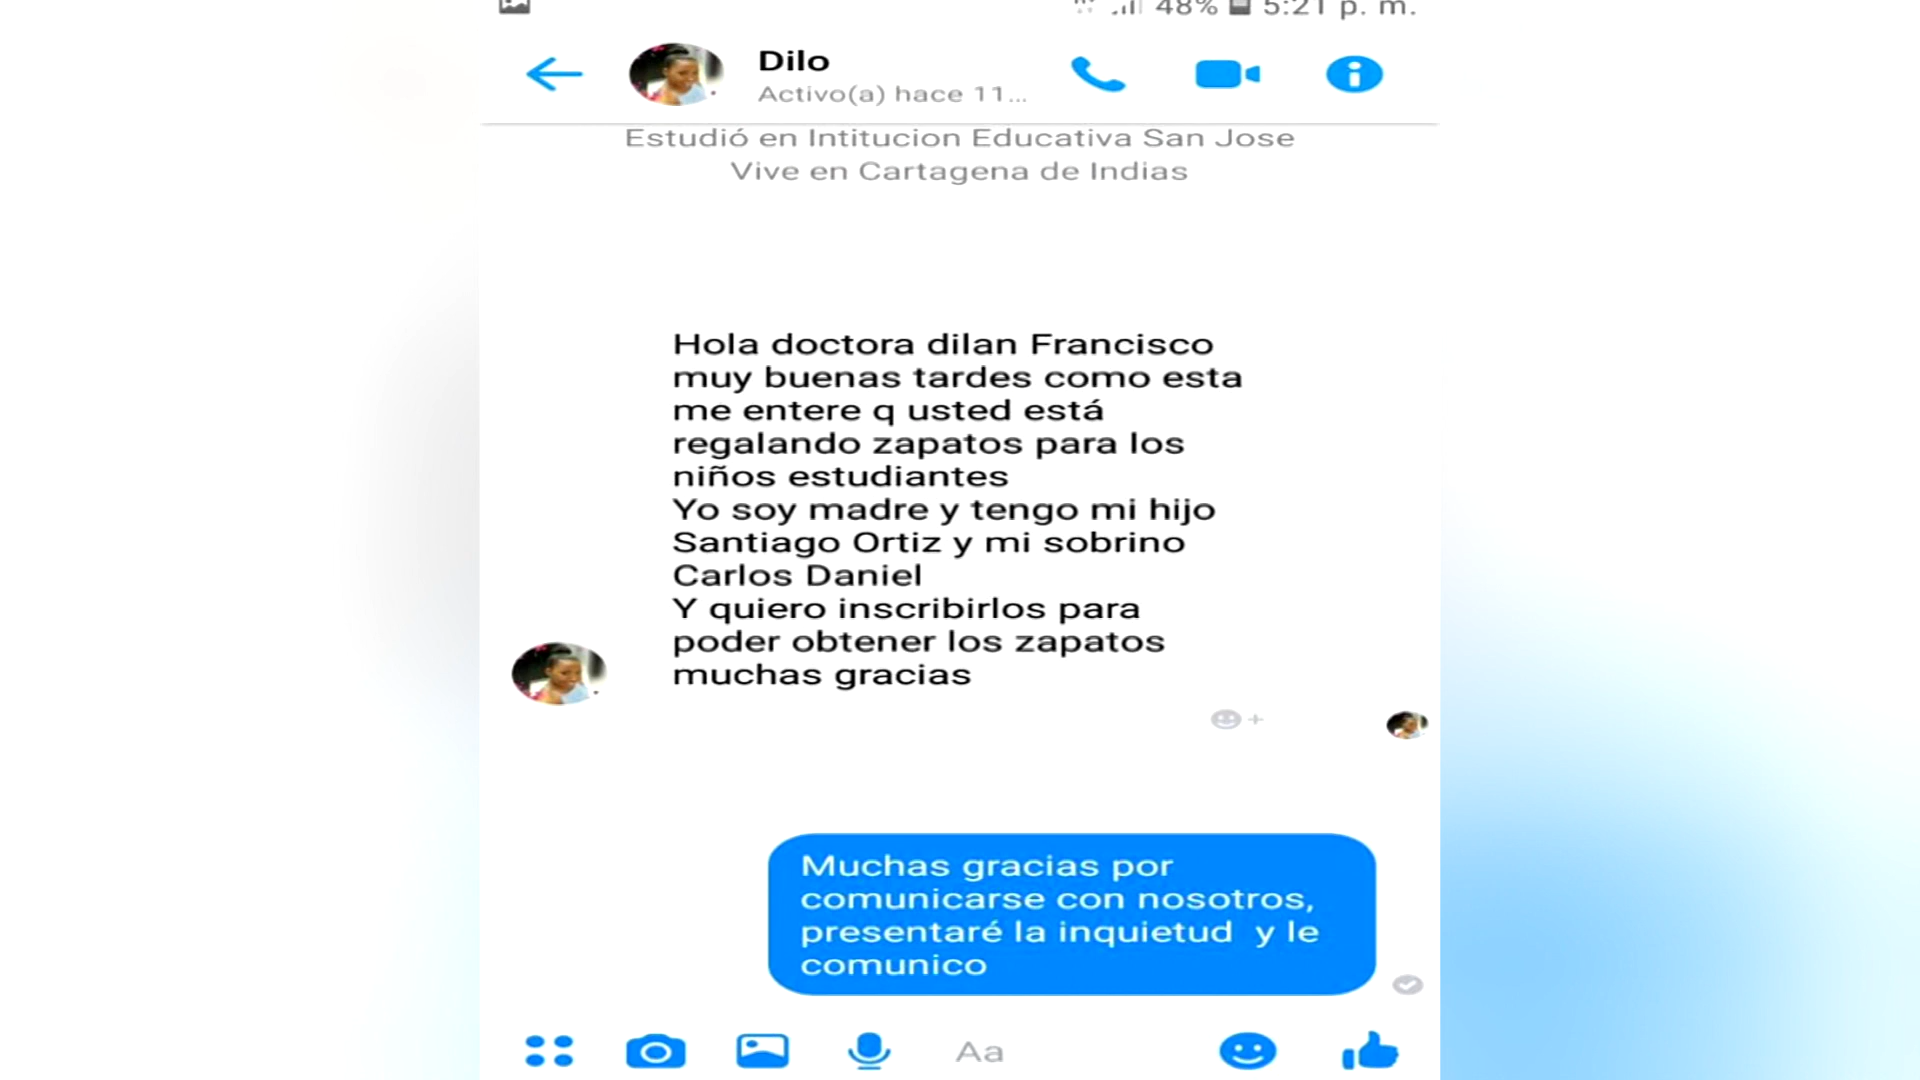 48% 5:21 p. m.
Dilo
Activo(a) hace 11...
Estudió en Intitucion Educativa San Jose
Vive en Cartagena de Indias
Hola doctora dilan Francisco
muy buenas tardes como esta
me entere q usted está
regalando zapatos para los
niños estudiantes
Yo soy madre y tengo mi hijo
Santiago Ortiz y mi sobrino
Carlos Daniel
Y quiero inscribirlos para
poder obtener los zapatos
muchas gracias
Muchas gracias por
comunicarse con nosotros,
presentaré la inquietud y le
comunico
Aa